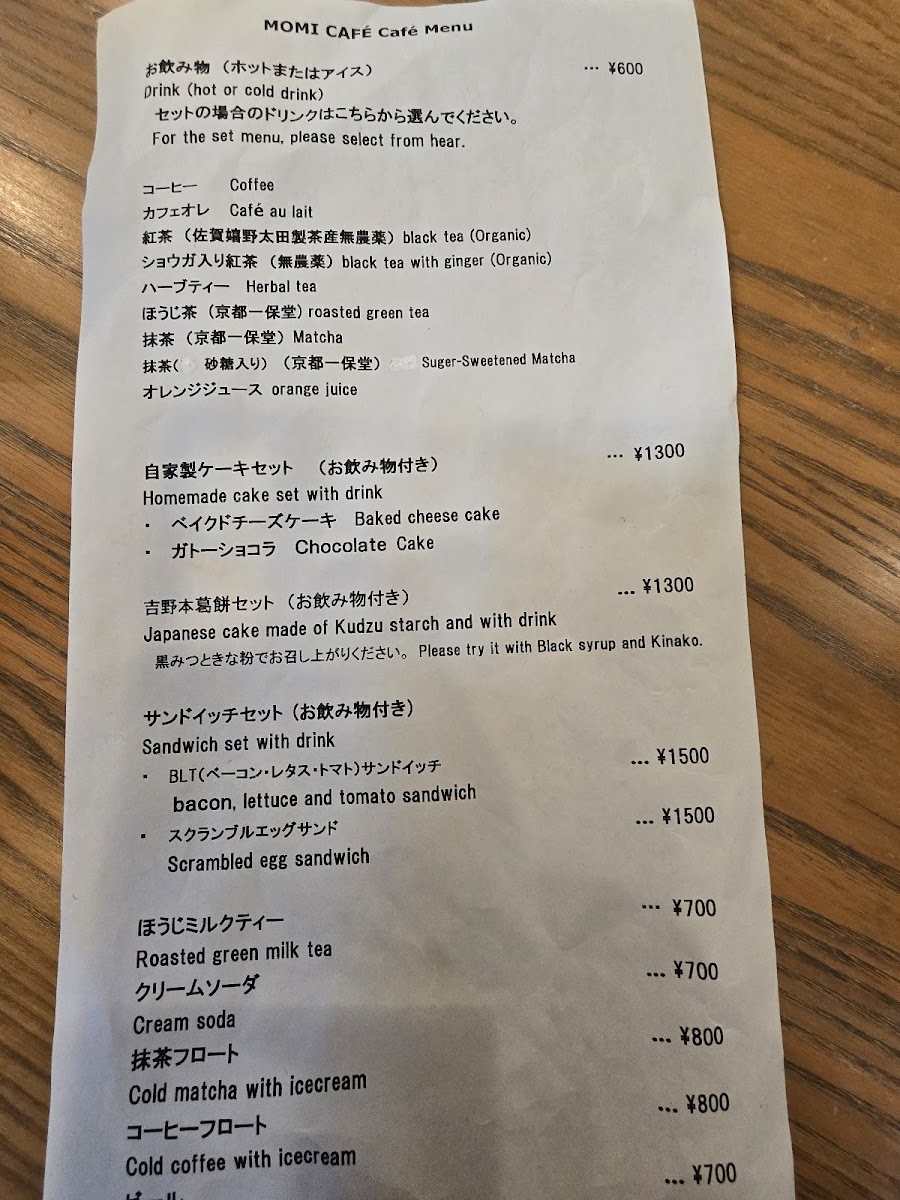 MOMI CAFÉ Café Menu
お飲み物 （ホットまたはアイス） … ¥600
Drink (hot or cold drink)
セットの場合のドリンクはこちらから選んでください。
For the set menu, please select from hear.
コーヒー Coffee
カフェオレ Café au lait
紅茶 （佐賀嬉野太田製茶産無農薬） black tea (Organic)
ショウガ入り紅茶 （無農薬） black tea with ginger (Organic)
ハーブティー Herbal tea
ほうじ茶 （京都一保堂） roasted green tea
抹茶 （京都一保堂） Matcha
抹茶( 砂糖入り） （京都一保堂） Suger-Sweetened Matcha
オレンジジュース orange juice
自家製ケーキセット （お飲み物付き） … ¥1300
Homemade cake set with drink
・ ベイクドチーズケーキ Baked cheese cake
・ ガトーショコラ Chocolate Cake
吉野本葛餅セット （お飲み物付き） … ¥1300
Japanese cake made of Kudzu starch and with drink
黒みつときな粉でお召し上がりください。 Please try it with Black syrup and Kinako.
サンドイッチセット （お飲み物付き）
Sandwich set with drink
・ BLT(ベーコン・レタス・トマト)サンドイッチ … ¥1500
bacon, lettuce and tomato sandwich
・ スクランブルエッグサンド … ¥1500
Scrambled egg sandwich
ほうじミルクティー … ¥700
Roasted green milk tea
クリームソーダ … ¥700
Cream soda
抹茶フロート … ¥800
Cold matcha with icecream
コーヒーフロート … ¥800
Cold coffee with icecream
ビール … ¥700